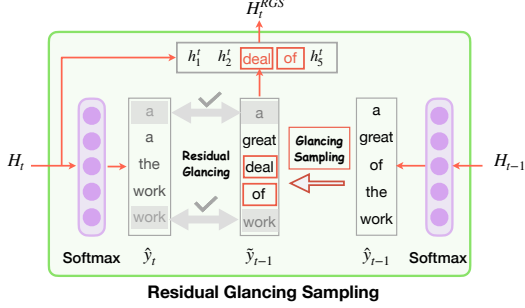 H_t^{RGS}
h_1^t h_2^t deal of h_5^t
H_t
a
a
the
work
work
Residual
Glancing
a
great
deal
of
work
Glancing
Sampling
a
great
of
the
work
H_{t-1}
Softmax ŷ_t ỹ_{t-1} ŷ_{t-1} Softmax
Residual Glancing Sampling